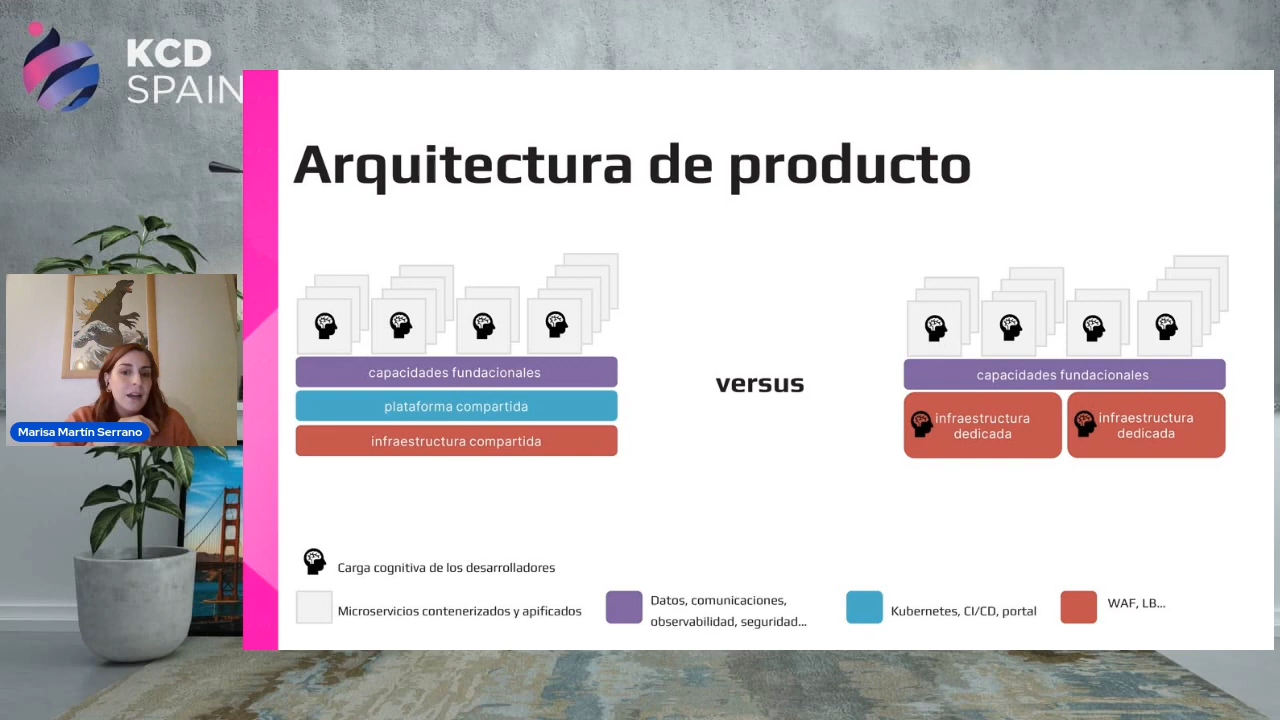 KCD
SPAIN
Arquitectura de producto
capacidades fundacionales
plataforma compartida
infraestructura compartida
versus
capacidades fundacionales
infraestructura
dedicada
infraestructura
dedicada
Marisa Martín Serrano
Carga cognitiva de los desarrolladores
Microservicios contenerizados y apificados
Datos, comunicaciones,
observabilidad, seguridad...
Kubernetes, CI/CD, portal
WAF, LB...